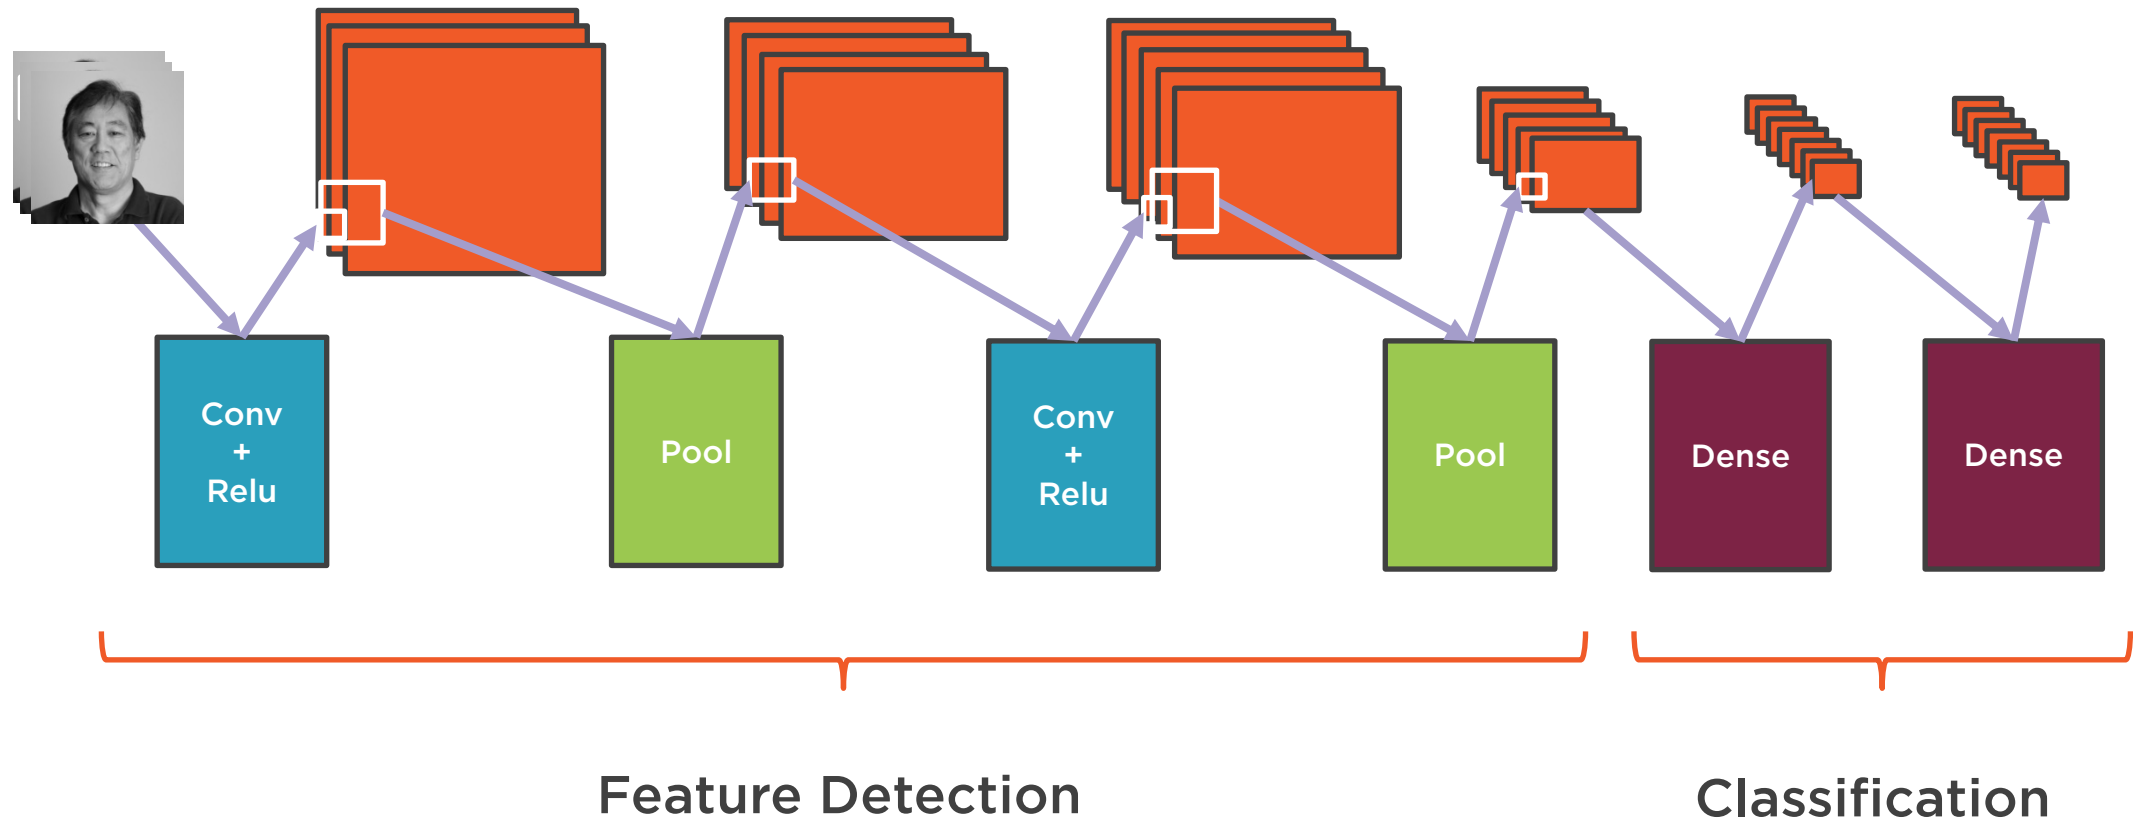 Conv
+
Relu
Pool
Conv
+
Relu
Pool
Dense
Dense
Feature Detection
Classification